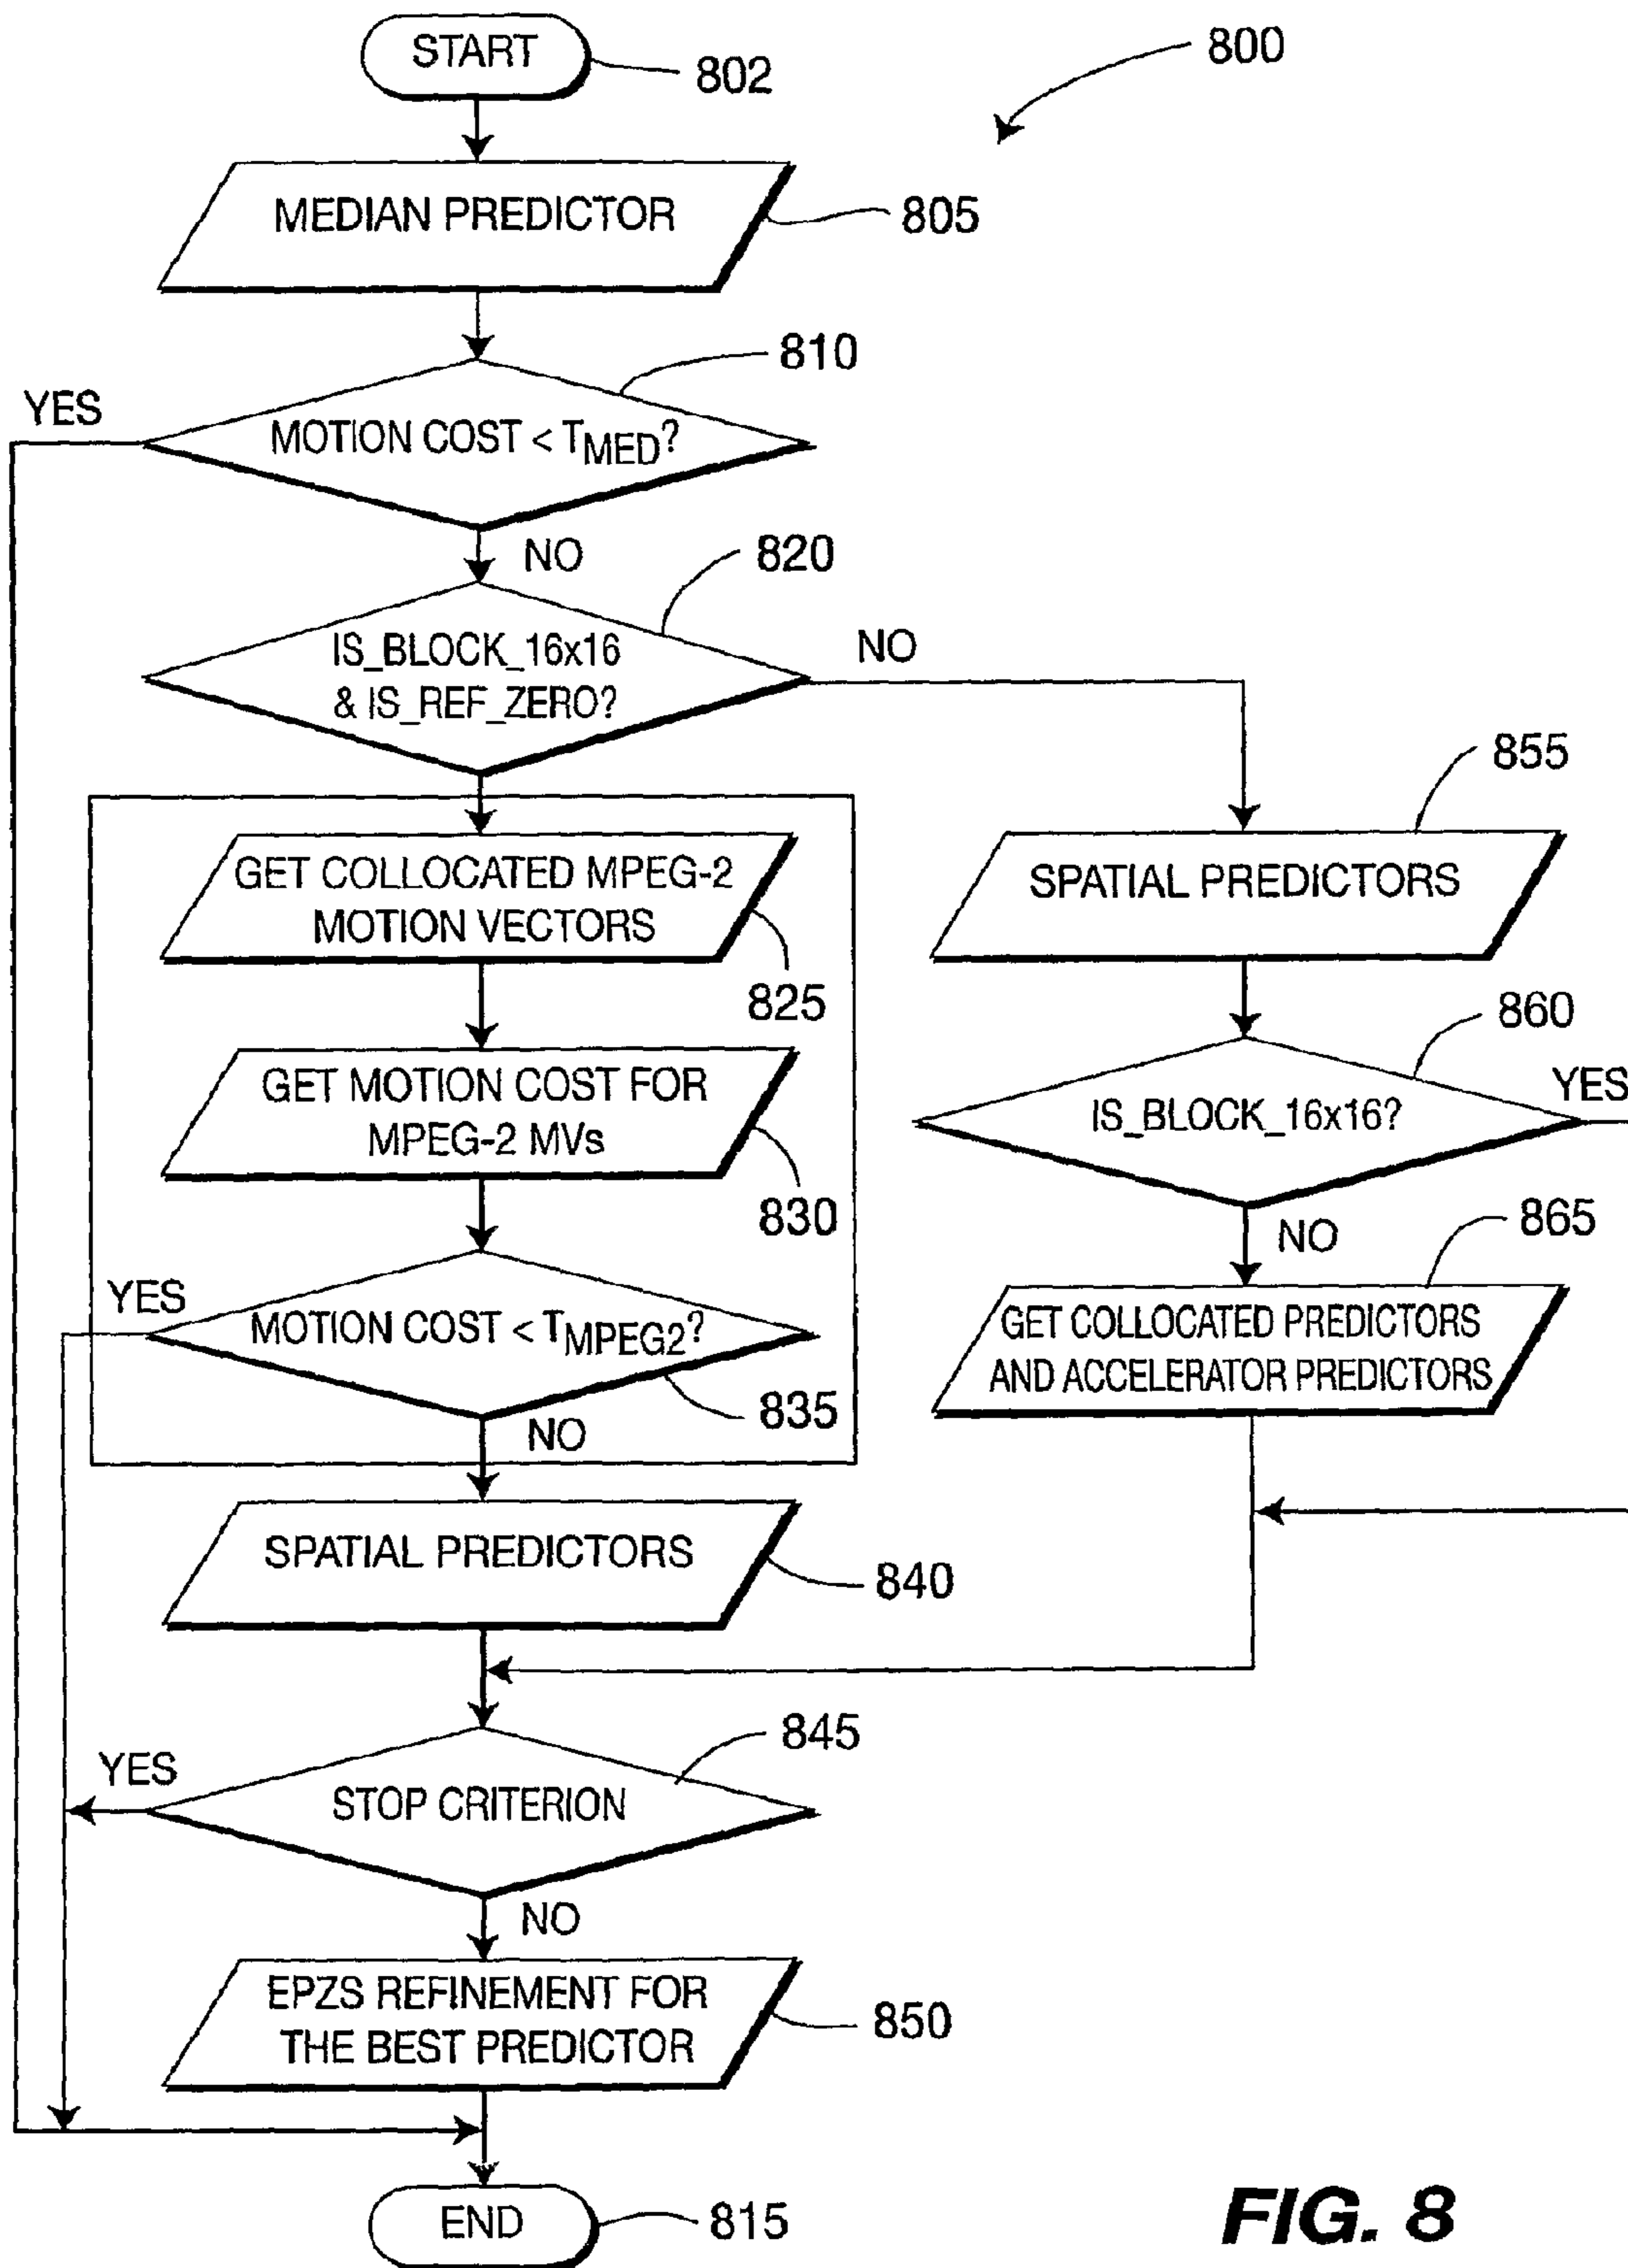 START
802
800
MEDIAN PREDICTOR
805
810
YES
MOTION COST < TMED?
NO
820
IS_BLOCK_16x16
& IS_REF_ZERO?
NO
855
GET COLLOCATED MPEG-2
MOTION VECTORS
825
SPATIAL PREDICTORS
860
GET MOTION COST FOR
MPEG-2 MVs
830
YES
IS_BLOCK_16x16?
NO
865
YES
MOTION COST < TMPEG2?
835
NO
GET COLLOCATED PREDICTORS
AND ACCELERATOR PREDICTORS
SPATIAL PREDICTORS
840
845
YES
STOP CRITERION
NO
EPZS REFINEMENT FOR
THE BEST PREDICTOR
850
END
815
FIG. 8